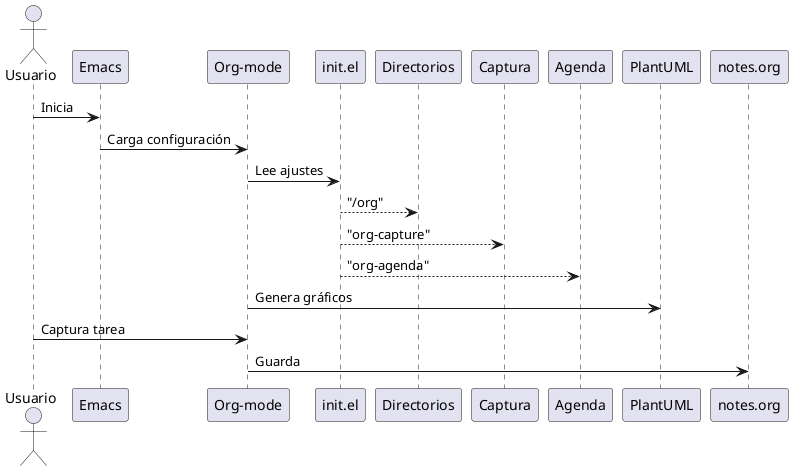 Usuario
Emacs
Org-mode
init.el
Directorios
Captura
Agenda
PlantUML
notes.org
Inicia
Carga configuración
Lee ajustes
"/org"
"org-capture"
"org-agenda"
Genera gráficos
Captura tarea
Guarda
Usuario
Emacs
Org-mode
init.el
Directorios
Captura
Agenda
PlantUML
notes.org